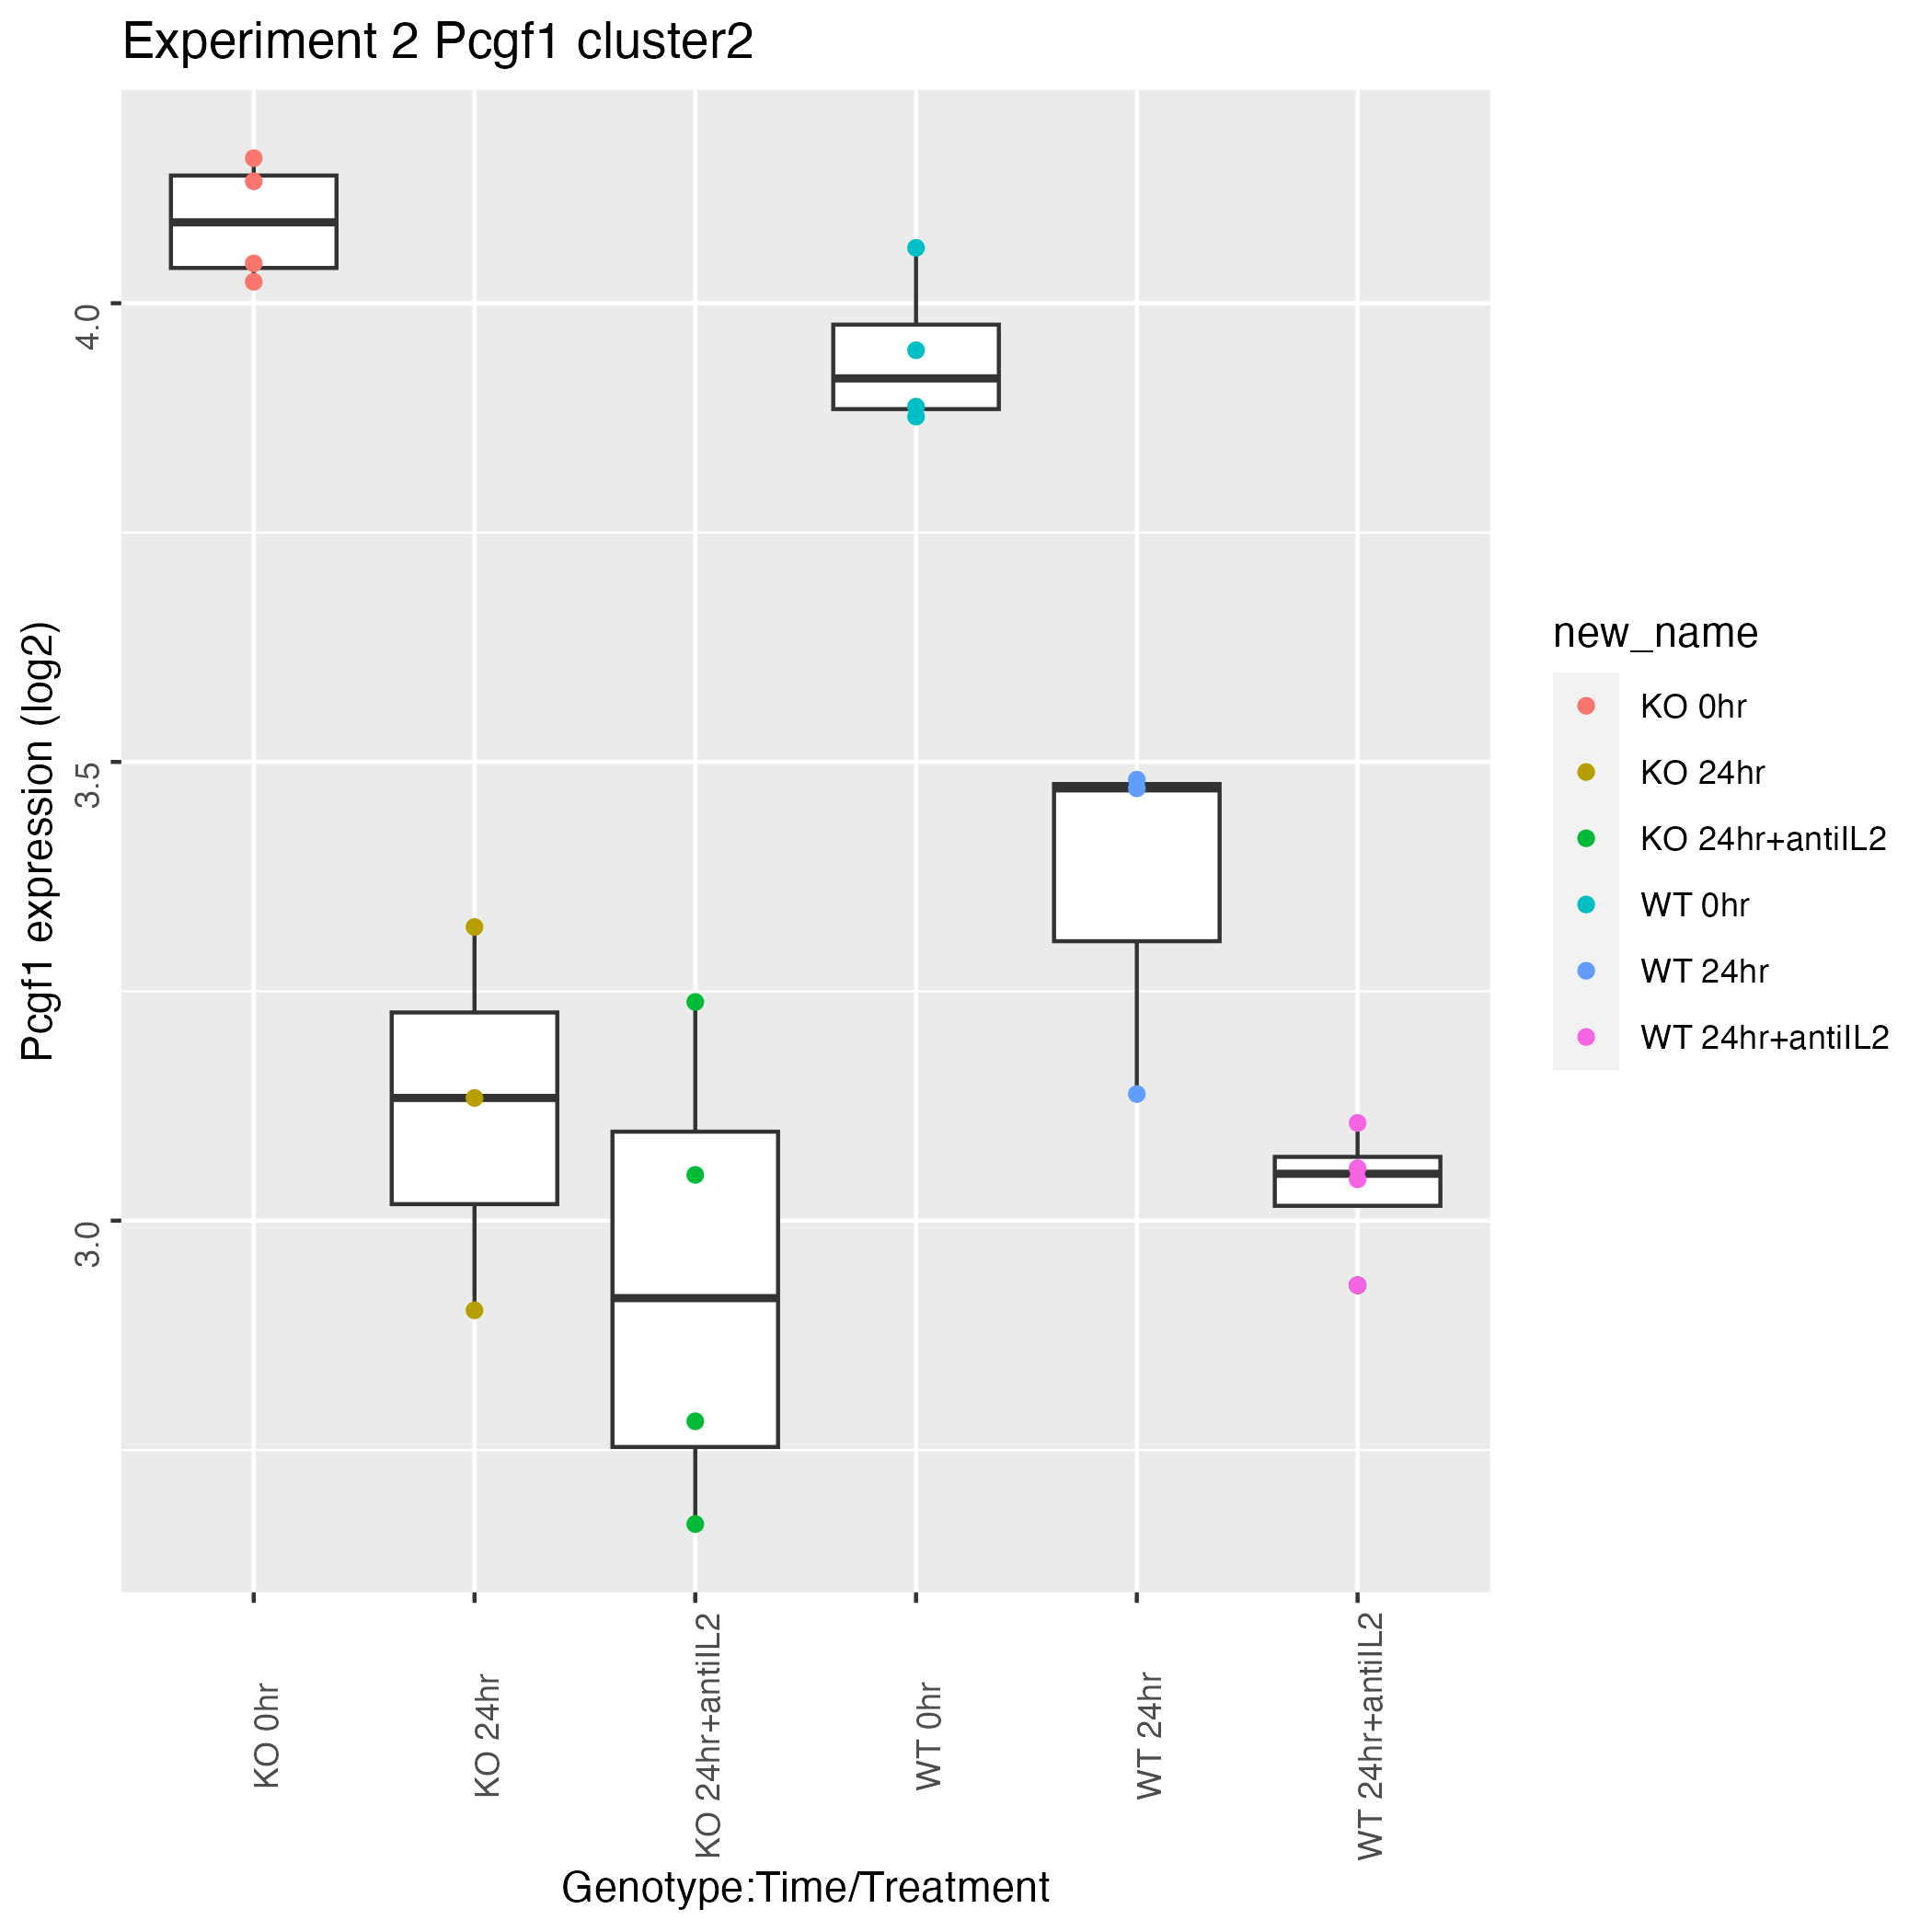 Experiment 2 Pcgf1 cluster2
Pcgf1 expression (log2)
4.0
3.5
3.0
KO 0hr
KO 24hr
KO 24hr+antiIL2
WT 0hr
WT 24hr
WT 24hr+antiIL2
Genotype:Time/Treatment
new_name
KO 0hr
KO 24hr
KO 24hr+antiIL2
WT 0hr
WT 24hr
WT 24hr+antiIL2